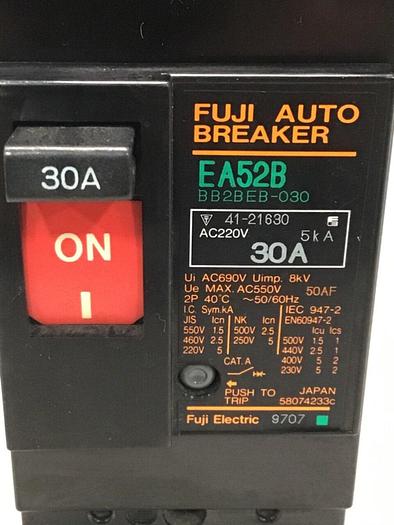 30A
ON
I
FUJI AUTO
BREAKER
EA52B
BB2BEB-030
41-21630
AC220V 5kA
30A
Ui AC690V Uimp. 8kV
Ue MAX. AC550V 50AF
2P 40°C ~50/60Hz
I.C. Sym.kA IEC 947-2
JIS Icn NK Icn EN60947-2
Icu Ics
550V 1.5 500V 2.5 500V 1.5 1
460V 2.5 250V 5 440V 2.5 1
220V 5 400V 5 2
CAT. A 230V 5 2
PUSH TO JAPAN
TRIP 58074233c
Fuji Electric 9707